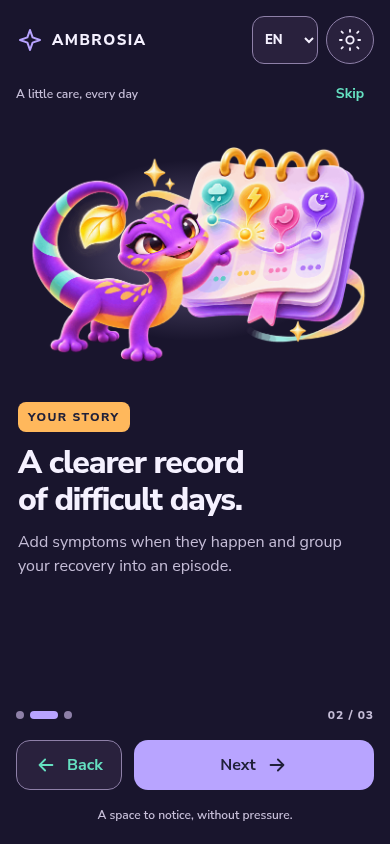 AMBROSIA
EN
A little care, every day
Skip
zz
YOUR STORY
A clearer record
of difficult days.
Add symptoms when they happen and group
your recovery into an episode.
02 / 03
Back
Next
A space to notice, without pressure.